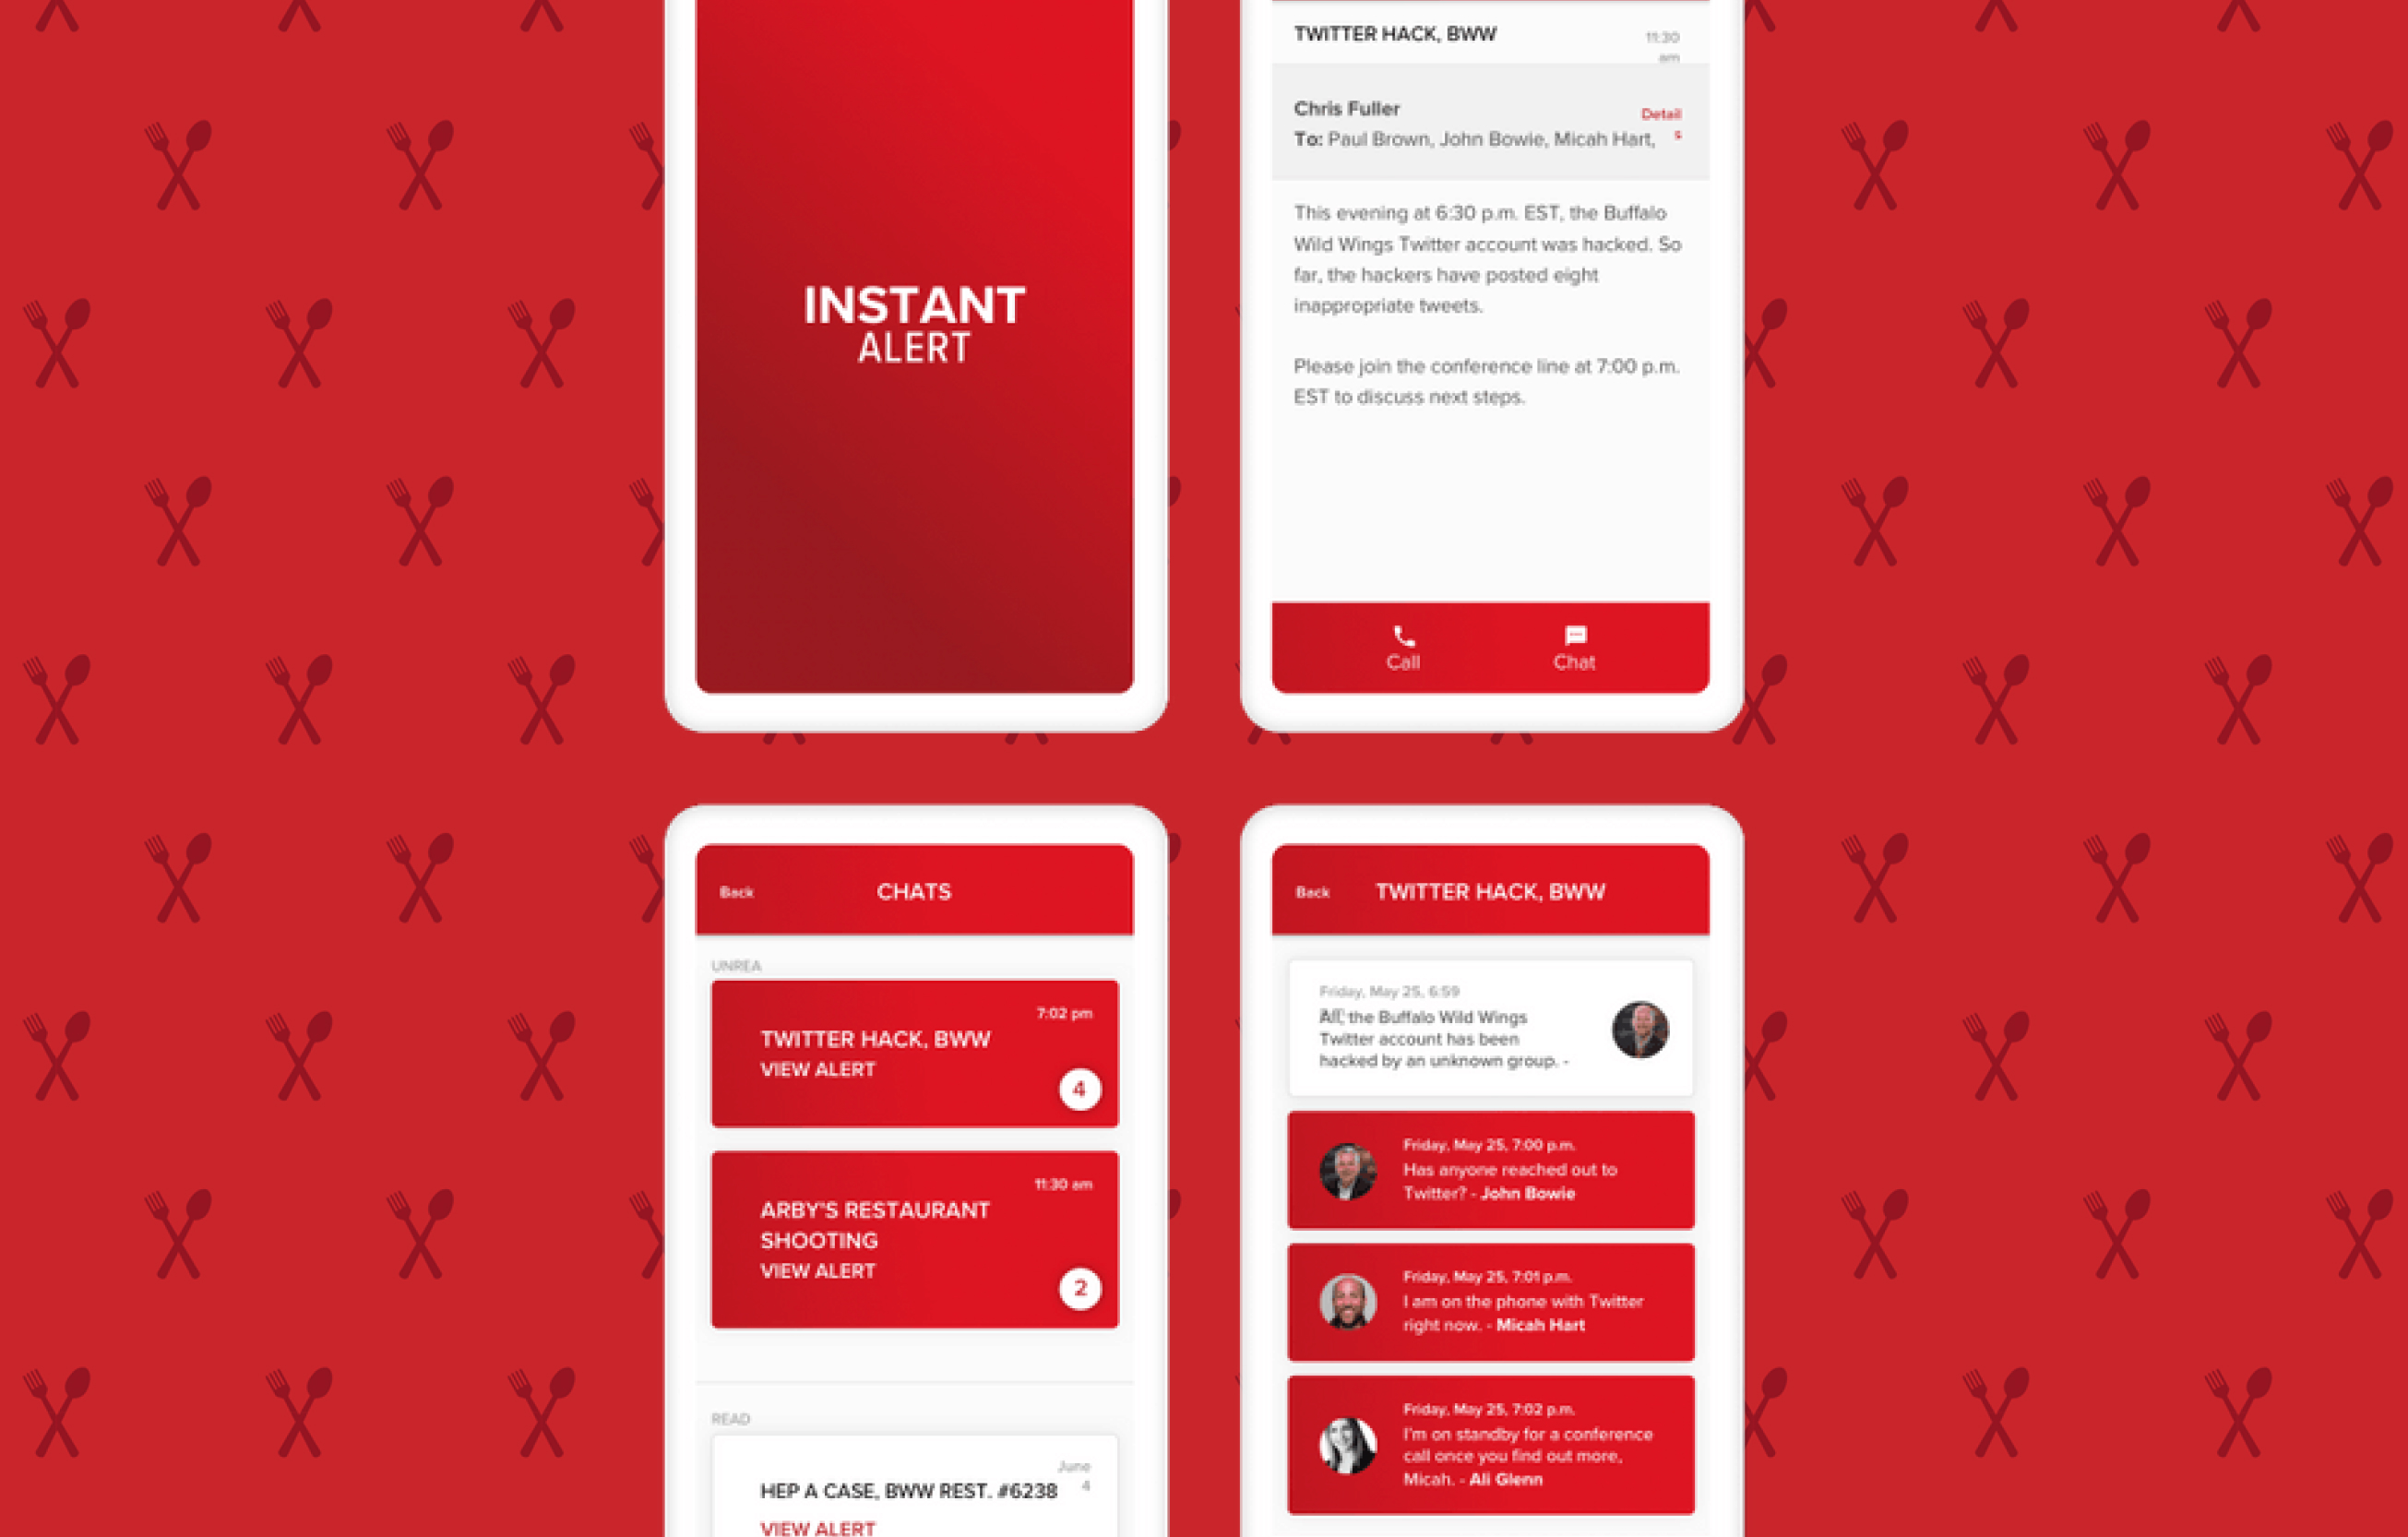 INSTANT
ALERT
TWITTER HACK, BWW
11:30
am
Chris Fuller
Detail
s
To: Paul Brown, John Bowie, Micah Hart,
This evening at 6:30 p.m. EST, the Buffalo
Wild Wings Twitter account was hacked. So
far, the hackers have posted eight
inappropriate tweets.
Please join the conference line at 7:00 p.m.
EST to discuss next steps.
Call
Chat
Back
CHATS
UNREA
7:02 pm
TWITTER HACK, BWW
VIEW ALERT
4
11:30 am
ARBY'S RESTAURANT
SHOOTING
VIEW ALERT
2
READ
June
4
HEP A CASE, BWW REST. #6238
VIEW ALERT
Back
TWITTER HACK, BWW
Friday, May 25, 6:59
the Buffalo Wild Wings
Twitter account has been
hacked by an unknown group. -
Friday, May 25, 7:00 p.m.
Has anyone reached out to
Twitter? - John Bowie
Friday, May 25, 7:01 p.m.
I am on the phone with Twitter
right now. - Micah Hart
Friday, May 25, 7:02 p.m.
I'm on standby for a conference
call once you find out more,
Micah. - Ali Glenn